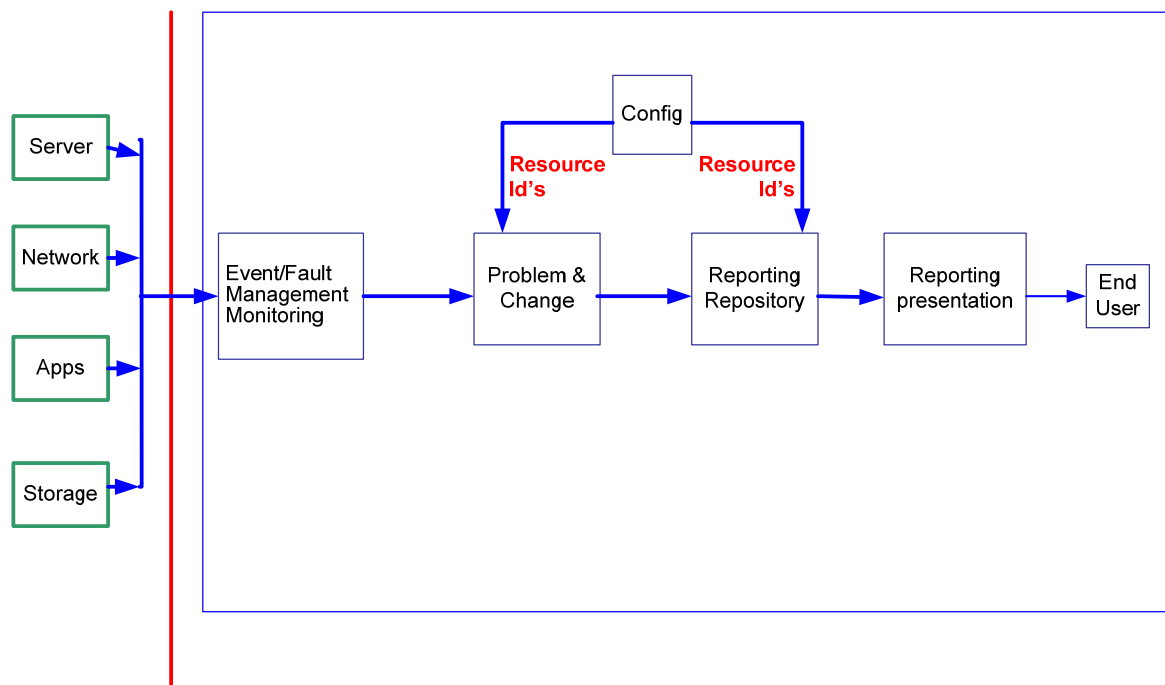 Server
Network
Apps
Storage
Config
Resource
Id's
Resource
Id's
Event/Fault
Management
Monitoring
Problem &
Change
Reporting
Repository
Reporting
presentation
End
User